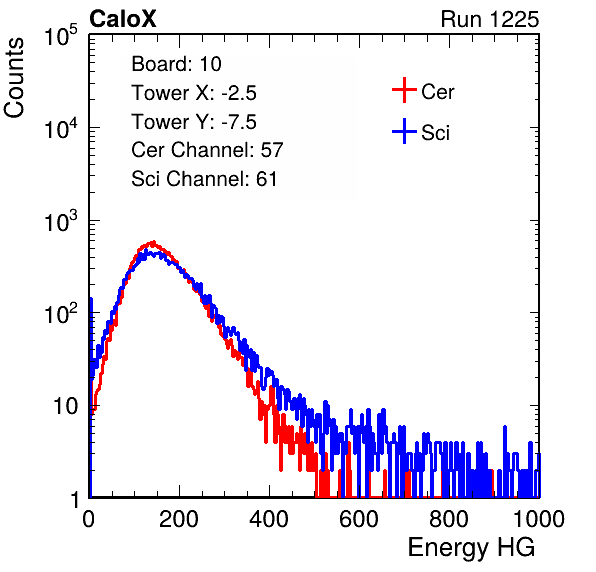 CaloX Run 1225
Counts
Board: 10
Tower X: -2.5
Tower Y: -7.5
Cer Channel: 57
Sci Channel: 61
Cer
Sci
10^5
10^4
10^3
10^2
10
1
0 200 400 600 800 1000
Energy HG